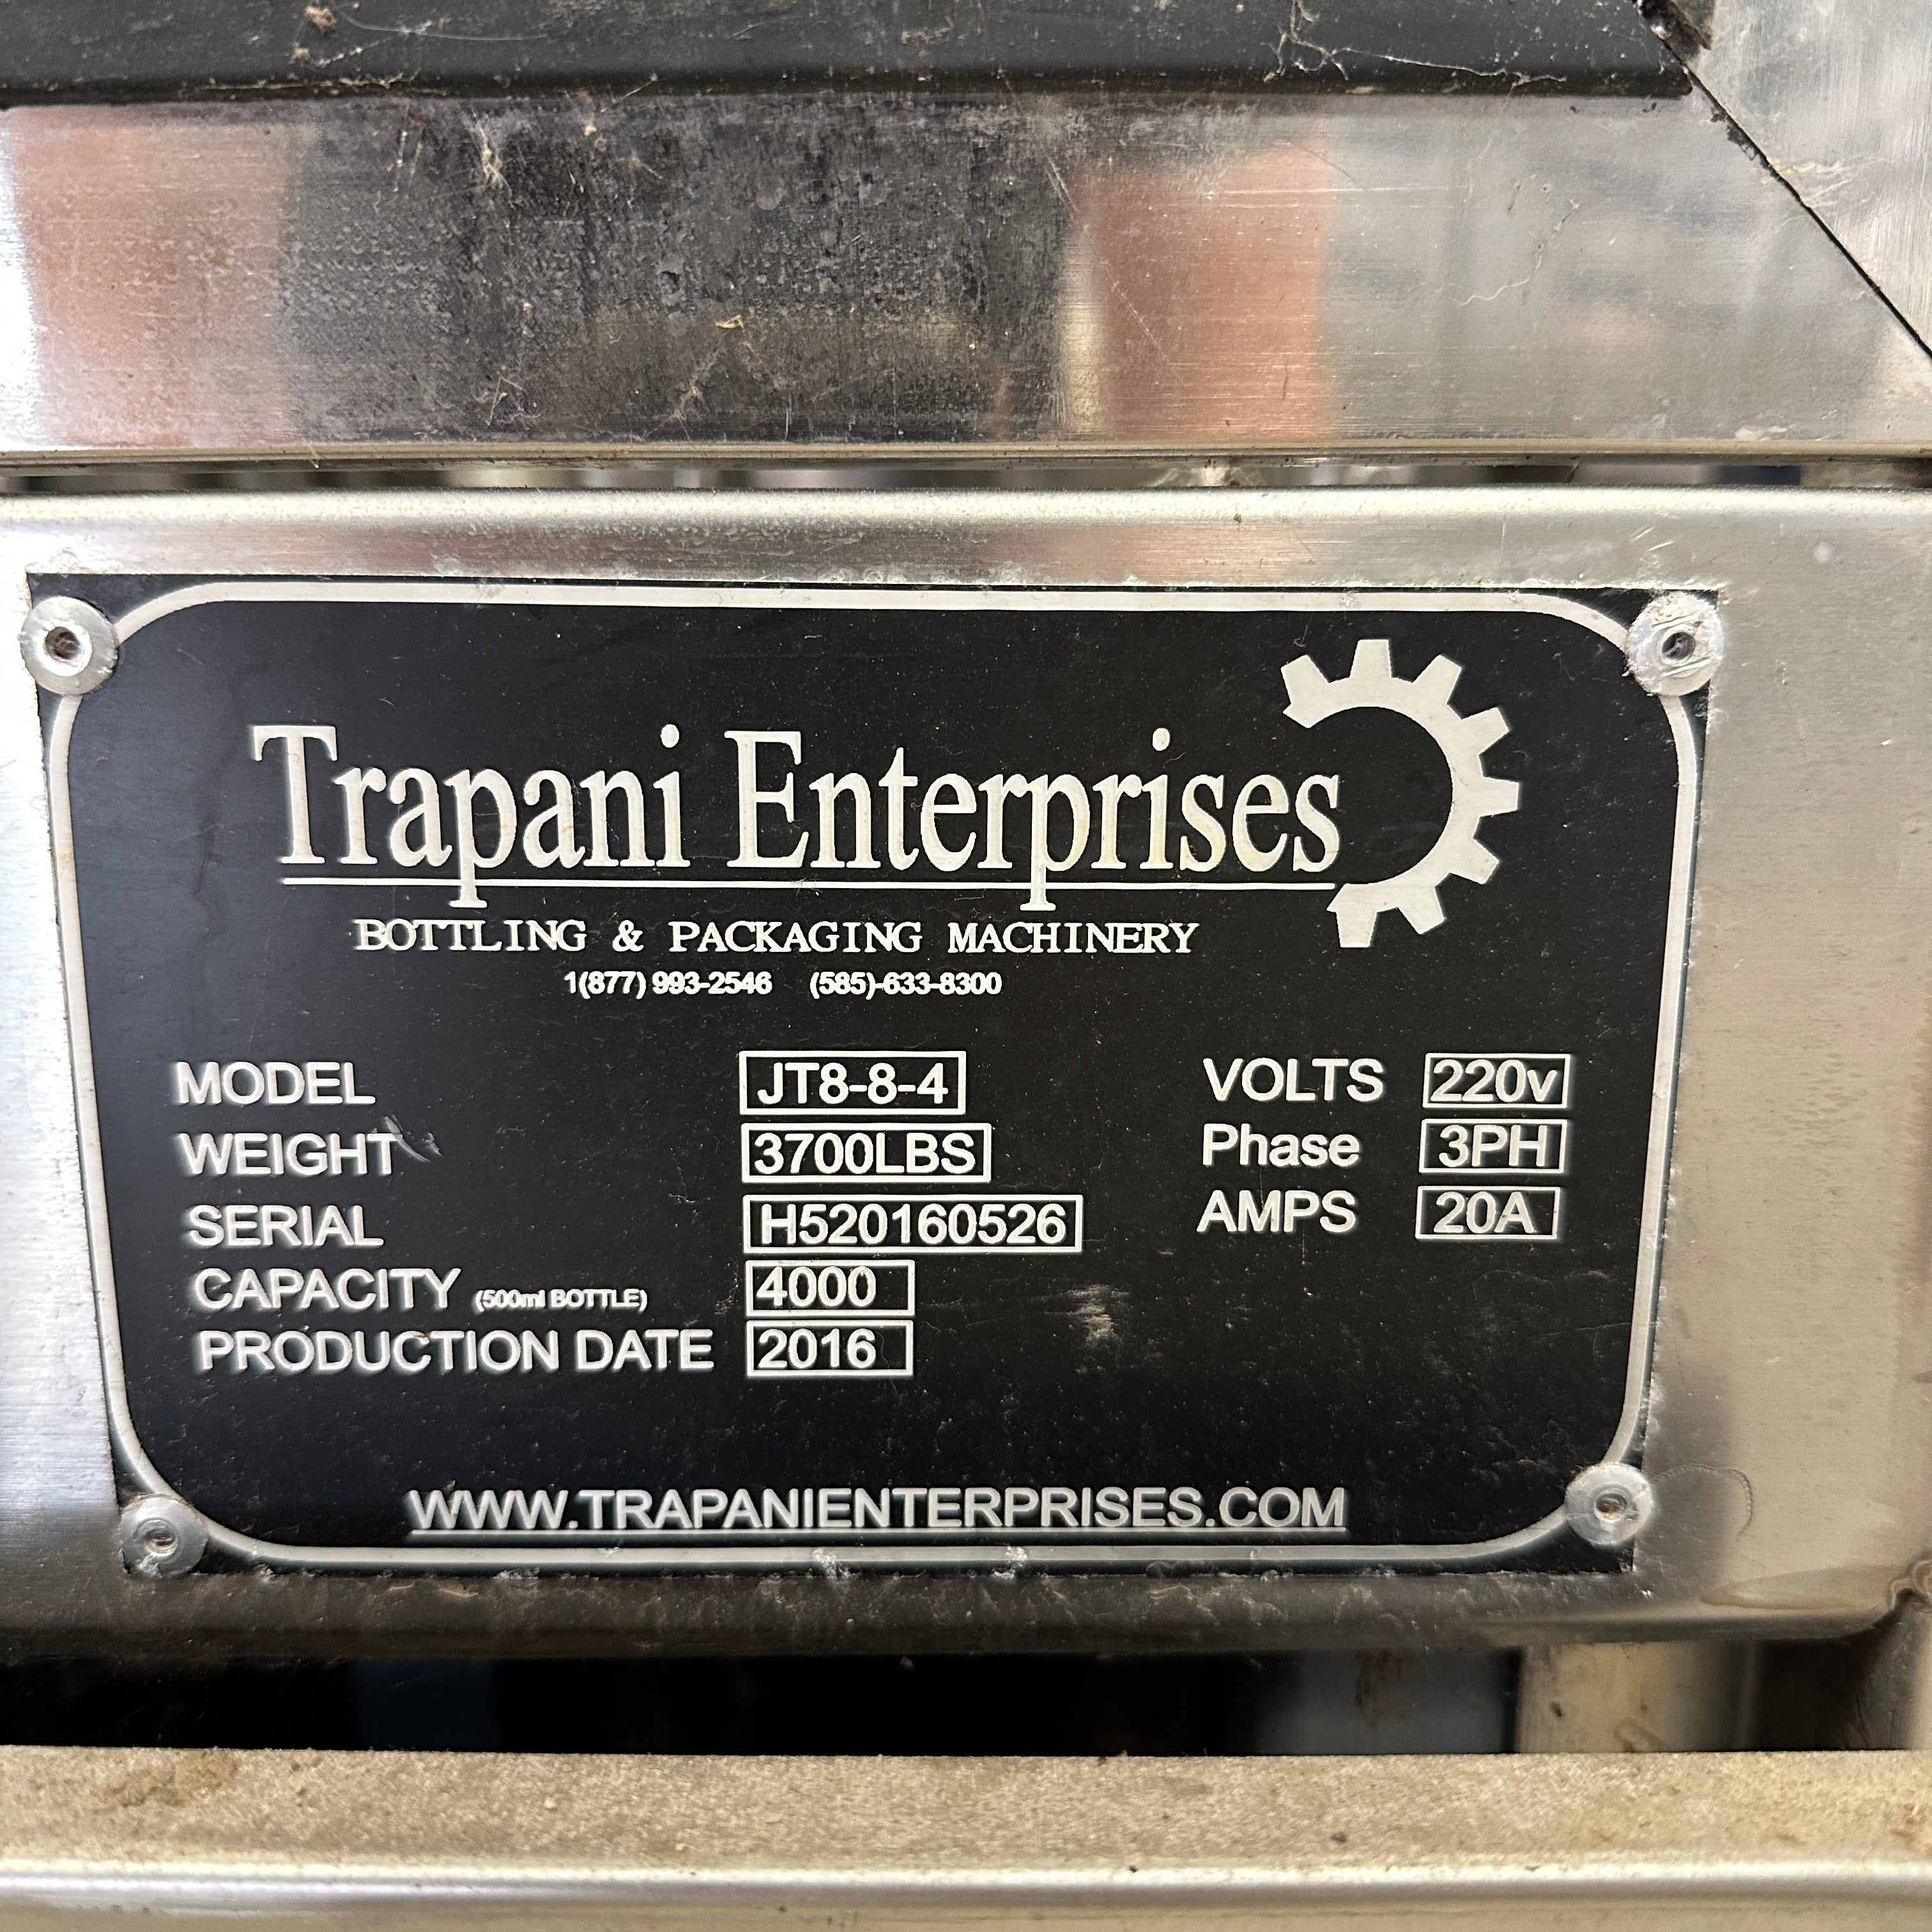 Trapani Enterprises
BOTTLING & PACKAGING MACHINERY
1(877) 993-2546 (585)-633-8300
MODEL JT8-8-4
WEIGHT 3700LBS
SERIAL H520160526
CAPACITY (500ml BOTTLE) 4000
PRODUCTION DATE 2016
VOLTS 220v
Phase 3PH
AMPS 20A
WWW.TRAPANIENTERPRISES.COM